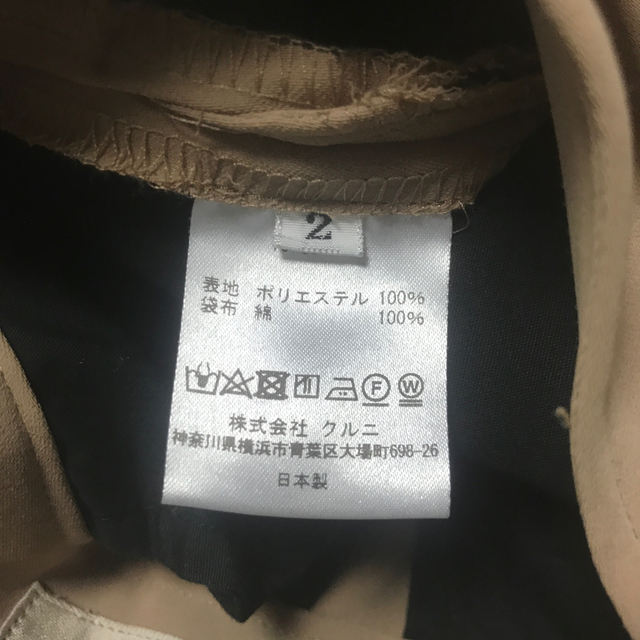 2
表地 ポリエステル 100%
袋布 綿 100%
F W
株式会社 クルニ
神奈川県横浜市青葉区大場町698-26
日本製